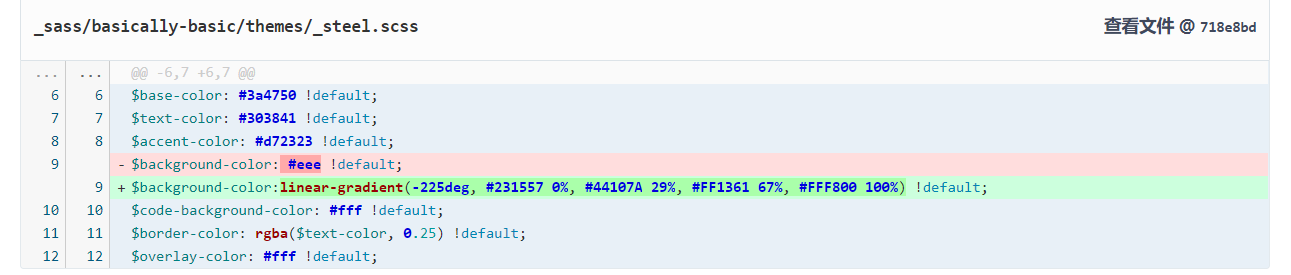 _sass/basically-basic/themes/_steel.scss 查看文件 @ 718e8bd
... ... @@ -6,7 +6,7 @@
6 6 $base-color: #3a4750 !default;
7 7 $text-color: #303841 !default;
8 8 $accent-color: #d72323 !default;
9 - $background-color: #eee !default;
9 + $background-color:linear-gradient(-225deg, #231557 0%, #44107A 29%, #FF1361 67%, #FFF800 100%) !default;
10 10 $code-background-color: #fff !default;
11 11 $border-color: rgba($text-color, 0.25) !default;
12 12 $overlay-color: #fff !default;